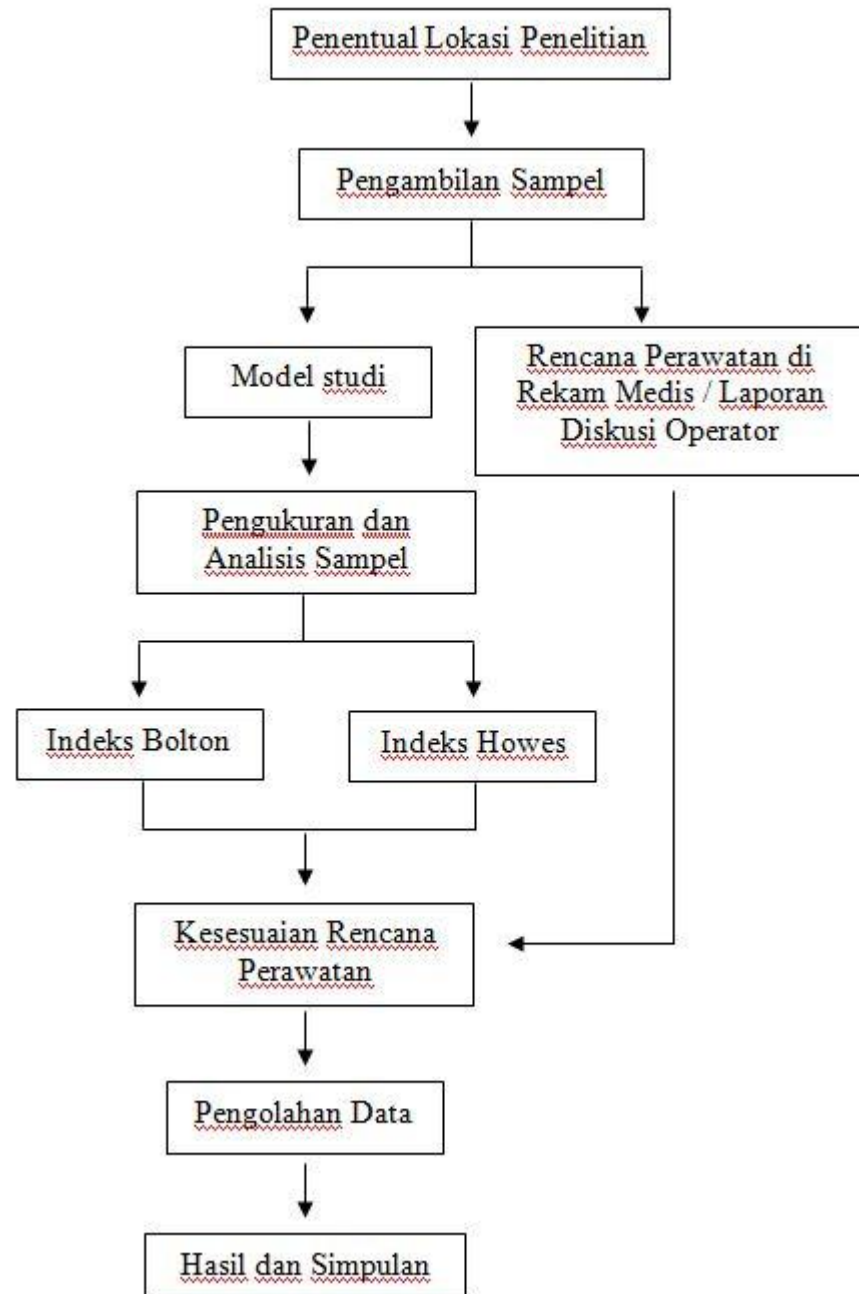 Penentual Lokasi Penelitian
Pengambilan Sampel
Model studi
Rencana Perawatan di
Rekam Medis / Laporan
Diskusi Operator
Pengukuran dan
Analisis Sampel
Indeks Bolton
Indeks Howes
Kesesuaian Rencana
Perawatan
Pengolahan Data
Hasil dan Simpulan